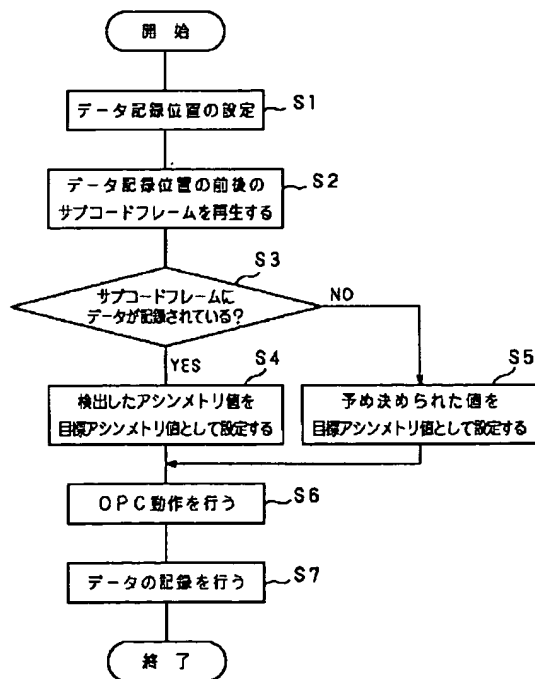 開始
データ記録位置の設定
S1
データ記録位置の前後の
サブコードフレームを再生する
S2
S3
サブコードフレームに
データが記録されている?
NO
YES
S4
検出したアシンメトリ値を
目標アシンメトリ値として設定する
S5
予め決められた値を
目標アシンメトリ値として設定する
OPC動作を行う
S6
データの記録を行う
S7
終了